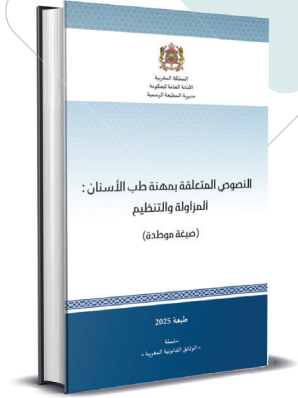 المملكة المغربية
الأمانة العامة للحكومة
مديرية المطبعة الرسمية
النصوص المتعلقة بمهنة طب الأسنان :
المزاولة والتنظيم
(صيغة موطدة)
طبعة 2025
سلسلة
« الوثائق القانونية المغربية »